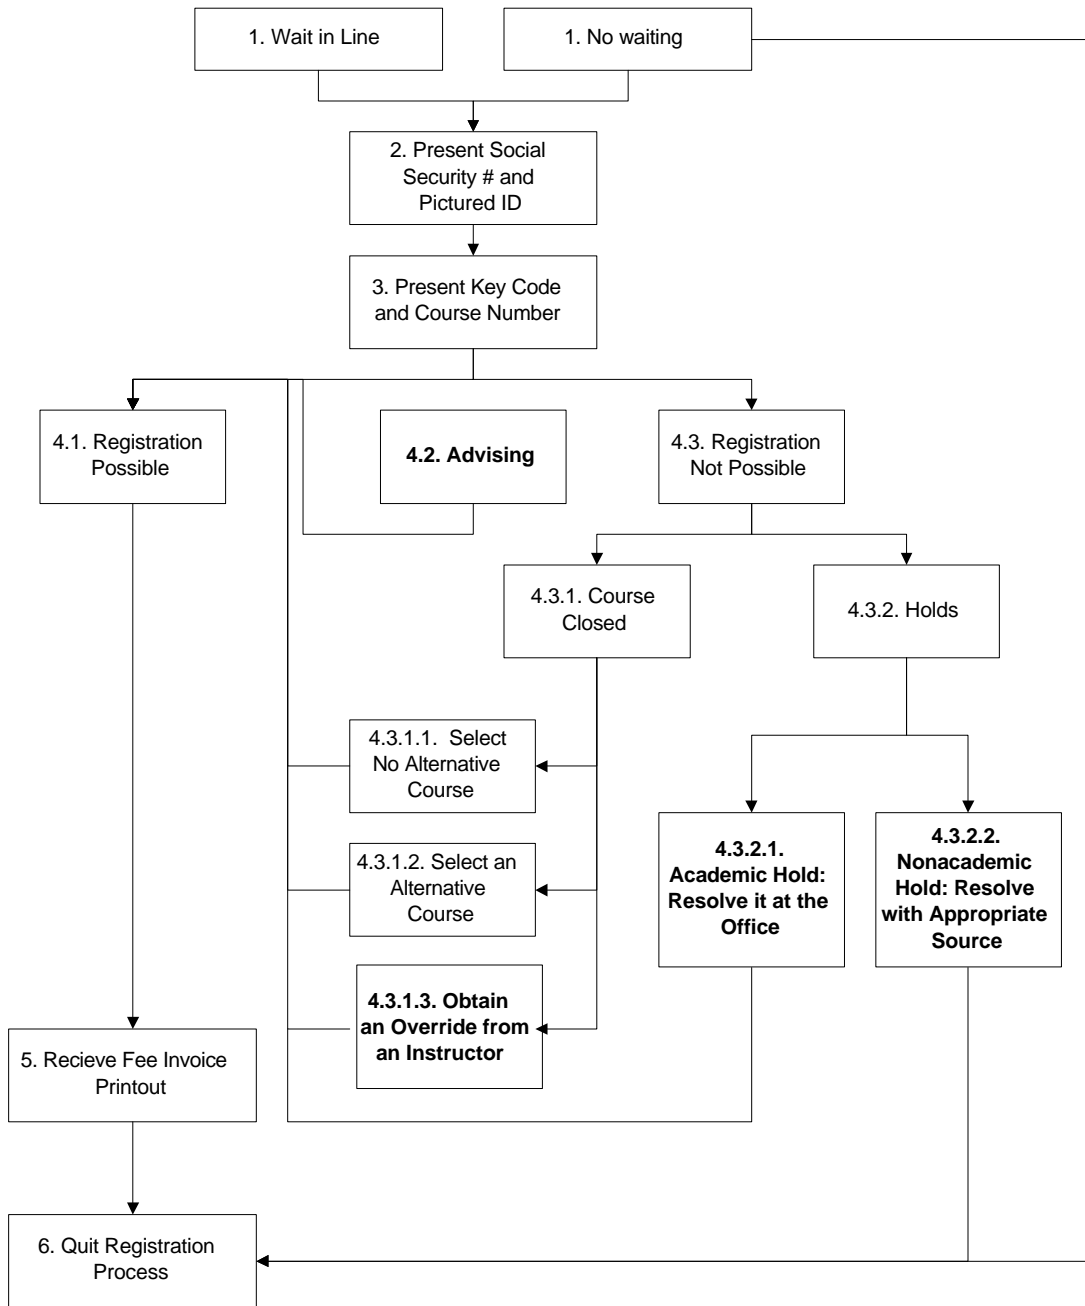 1. Wait in Line
1. No waiting
2. Present Social
Security # and
Pictured ID
3. Present Key Code
and Course Number
4.1. Registration
Possible
4.2. Advising
4.3. Registration
Not Possible
4.3.1. Course
Closed
4.3.2. Holds
4.3.1.1. Select
No Alternative
Course
4.3.1.2. Select an
Alternative
Course
4.3.1.3. Obtain
an Override from
an Instructor
4.3.2.1.
Academic Hold:
Resolve it at the
Office
4.3.2.2.
Nonacademic
Hold: Resolve
with Appropriate
Source
5. Recieve Fee Invoice
Printout
6. Quit Registration
Process